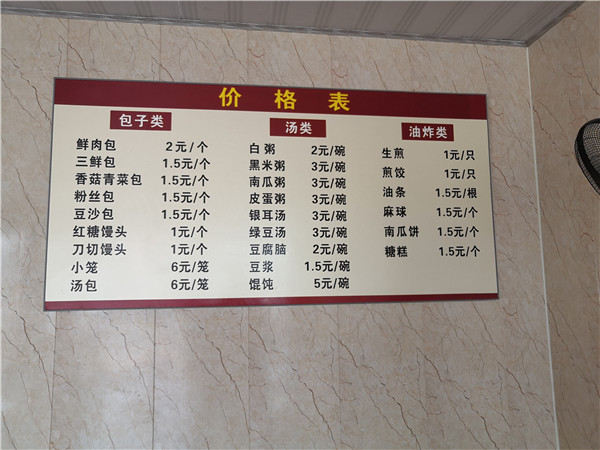 价格表
包子类
鲜肉包 2元/个
三鲜包 1.5元/个
香菇青菜包 1.5元/个
粉丝包 1.5元/个
豆沙包 1.5元/个
红糖馒头 1元/个
刀切馒头 1元/个
小笼 6元/笼
汤包 6元/笼
汤类
白粥 2元/碗
黑米粥 3元/碗
南瓜粥 3元/碗
皮蛋粥 3元/碗
银耳汤 3元/碗
绿豆汤 3元/碗
豆腐脑 2元/碗
豆浆 1.5元/碗
馄饨 5元/碗
油炸类
生煎 1元/只
煎饺 1元/只
油条 1.5元/根
麻球 1.5元/个
南瓜饼 1.5元/个
糖糕 1.5元/个